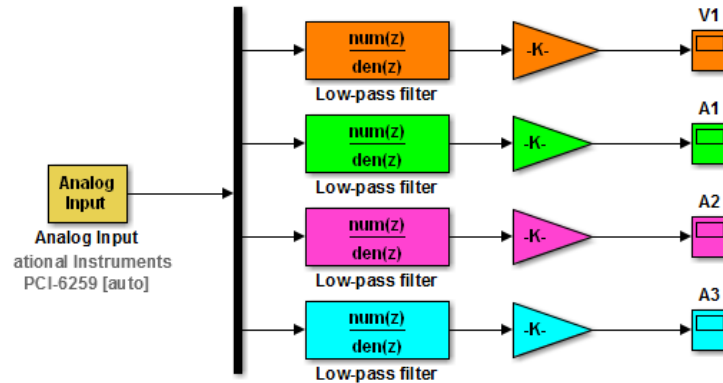 V1
num(z)
den(z)
-K-
Low-pass filter
A1
num(z)
den(z)
-K-
Low-pass filter
Analog
Input
Analog Input
ational Instruments
PCI-6259 [auto]
A2
num(z)
den(z)
-K-
Low-pass filter
A3
num(z)
den(z)
-K-
Low-pass filter